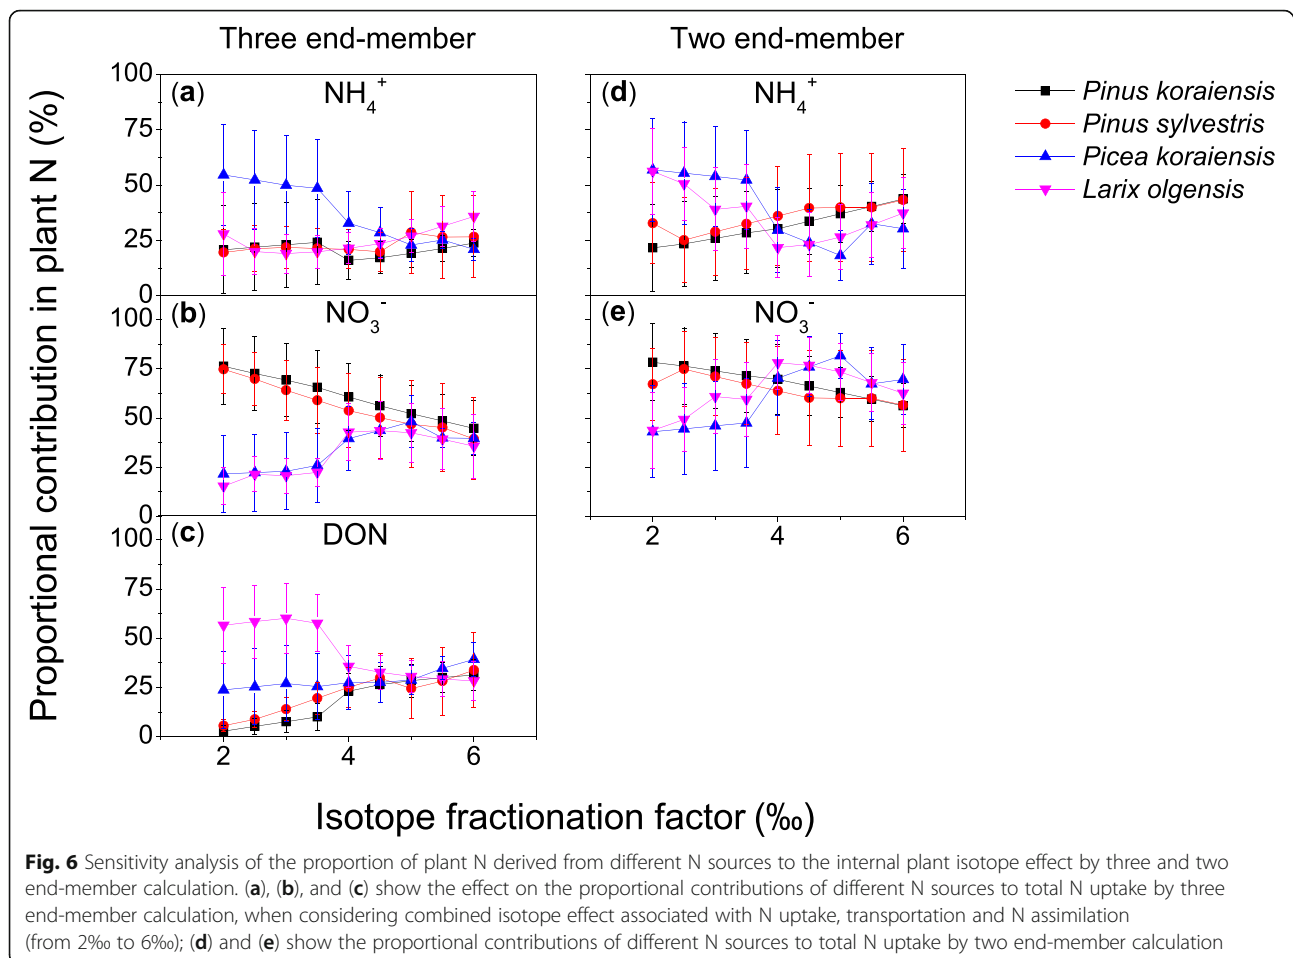 Three end-member
Two end-member
Proportional contribution in plant N (%)
(a) NH4+
100
75
50
25
0
(b) NO3-
100
75
50
25
0
(c) DON
100
75
50
25
0
2 4 6
(d) NH4+
(e) NO3-
2 4 6
Pinus koraiensis
Pinus sylvestris
Picea koraiensis
Larix olgensis
Isotope fractionation factor (‰)
Fig. 6 Sensitivity analysis of the proportion of plant N derived from different N sources to the internal plant isotope effect by three and two
end-member calculation. (a), (b), and (c) show the effect on the proportional contributions of different N sources to total N uptake by three
end-member calculation, when considering combined isotope effect associated with N uptake, transportation and N assimilation
(from 2‰ to 6‰); (d) and (e) show the proportional contributions of different N sources to total N uptake by two end-member calculation